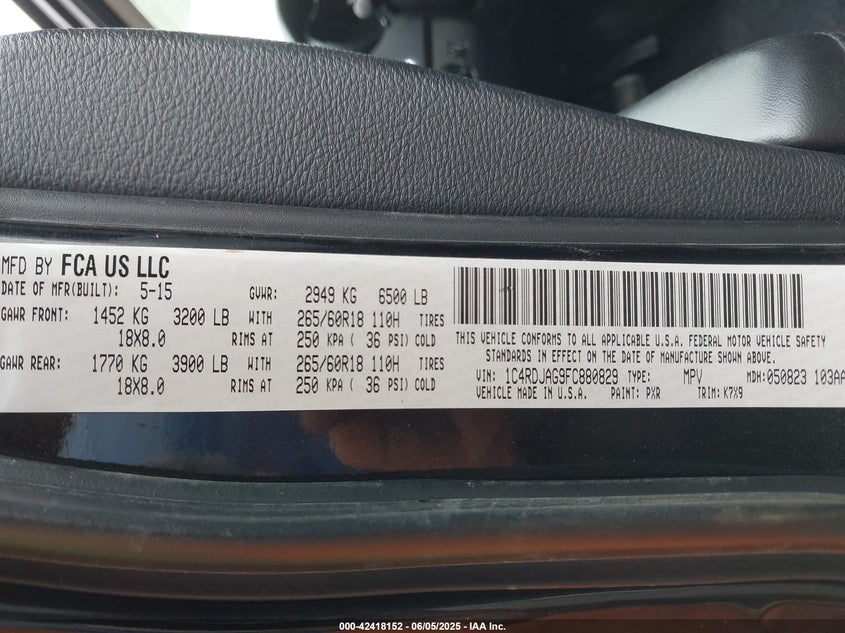 MFD BY FCA US LLC
DATE OF MFR(BUILT): 5-15 GVWR: 2949 KG 6500 LB
GAWR FRONT: 1452 KG 3200 LB WITH 265/60R18 110H TIRES
18X8.0 RIMS AT 250 KPA ( 36 PSI) COLD
GAWR REAR: 1770 KG 3900 LB WITH 265/60R18 110H TIRES
18X8.0 RIMS AT 250 KPA ( 36 PSI) COLD
THIS VEHICLE CONFORMS TO ALL APPLICABLE U.S.A. FEDERAL MOTOR VEHICLE SAFETY
STANDARDS IN EFFECT ON THE DATE OF MANUFACTURE SHOWN ABOVE.
VIN: 1C4RDJAG9FC880829 TYPE: MPV MDH: 050823 103AA
VEHICLE MADE IN U.S.A. PAINT: PXR TRIM: K7X9
000-42418152 - 06/05/2025 - IAA Inc.